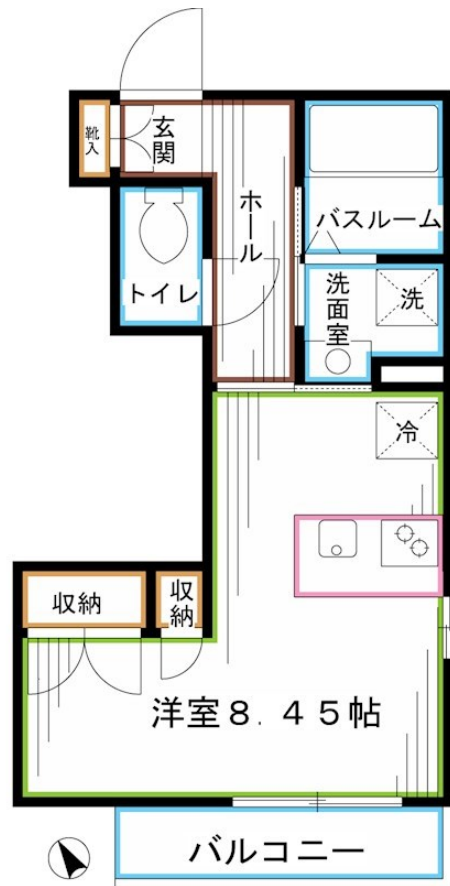 靴入
玄関
ホール
バスルーム
トイレ
洗面室
洗
冷
収納
収納
洋室8.45帖
バルコニー